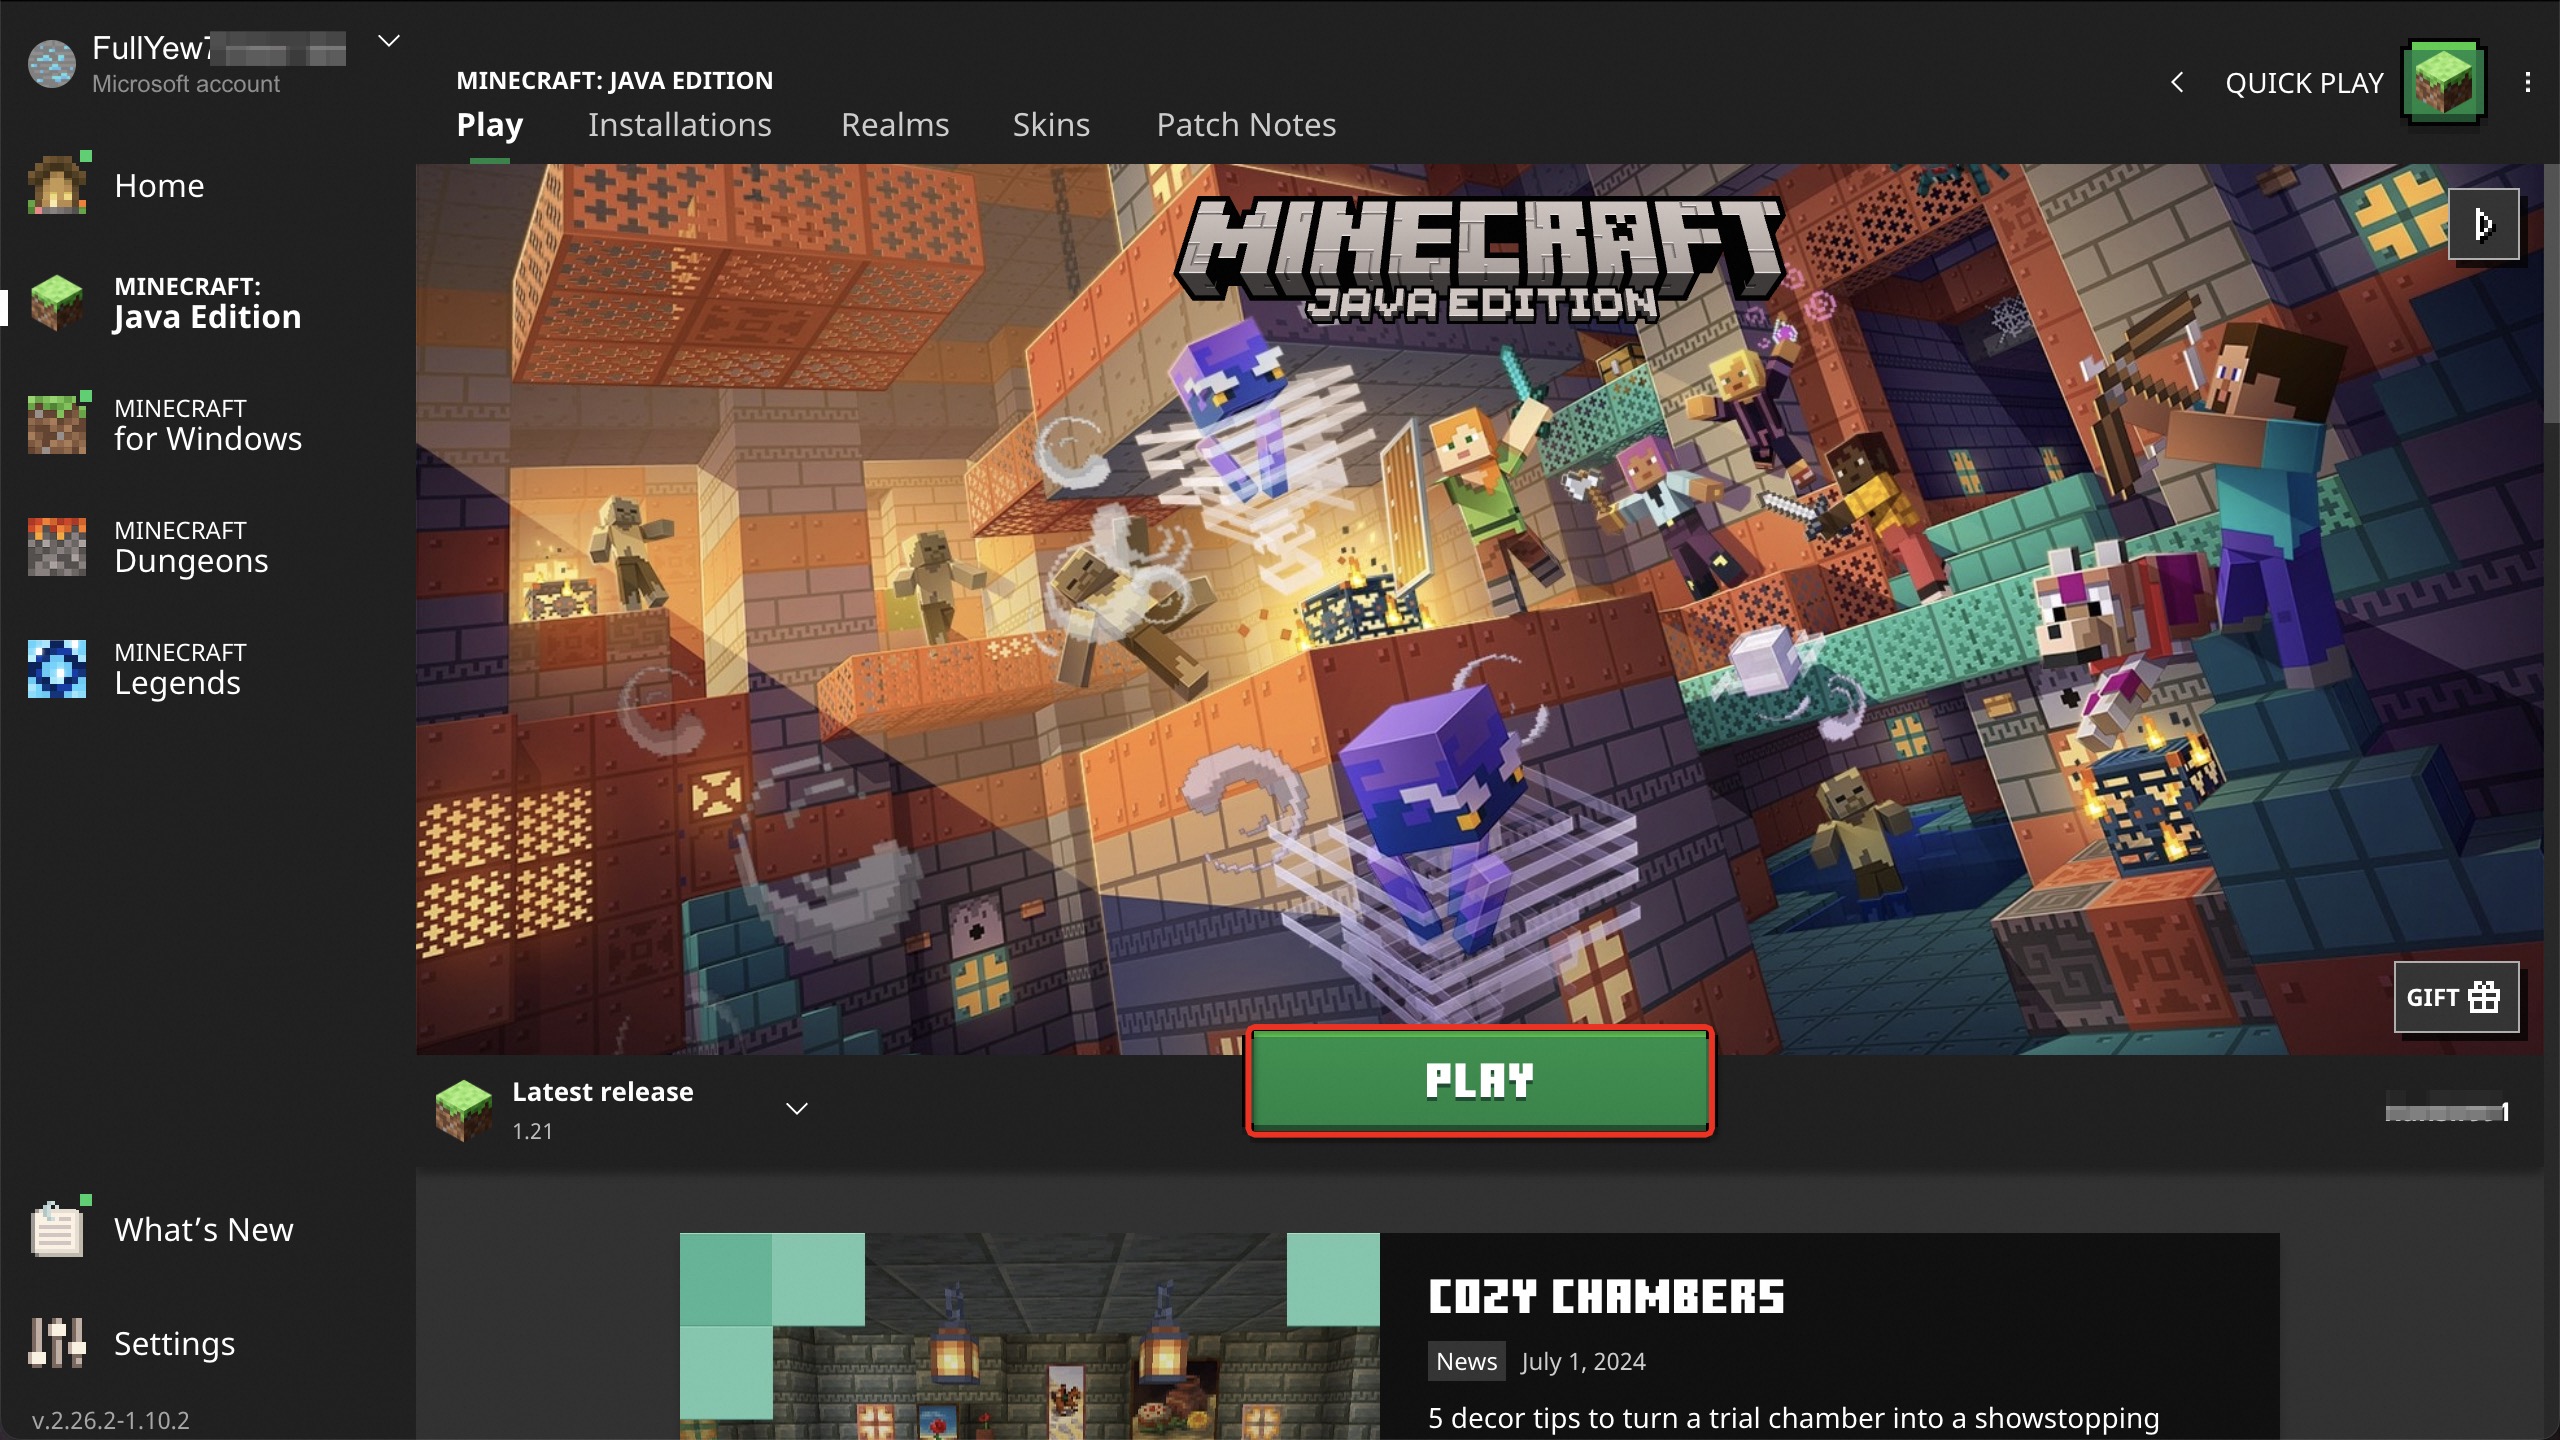 FullYew7
Microsoft account
Home
MINECRAFT:
Java Edition
MINECRAFT
for Windows
MINECRAFT
Dungeons
MINECRAFT
Legends
What's New
Settings
v.2.26.2-1.10.2
MINECRAFT: JAVA EDITION
Play Installations Realms Skins Patch Notes
QUICK PLAY
MINECRAFT
JAVA EDITION
GIFT
Latest release
1.21
PLAY
COZY CHAMBERS
News July 1, 2024
5 decor tips to turn a trial chamber into a showstopping